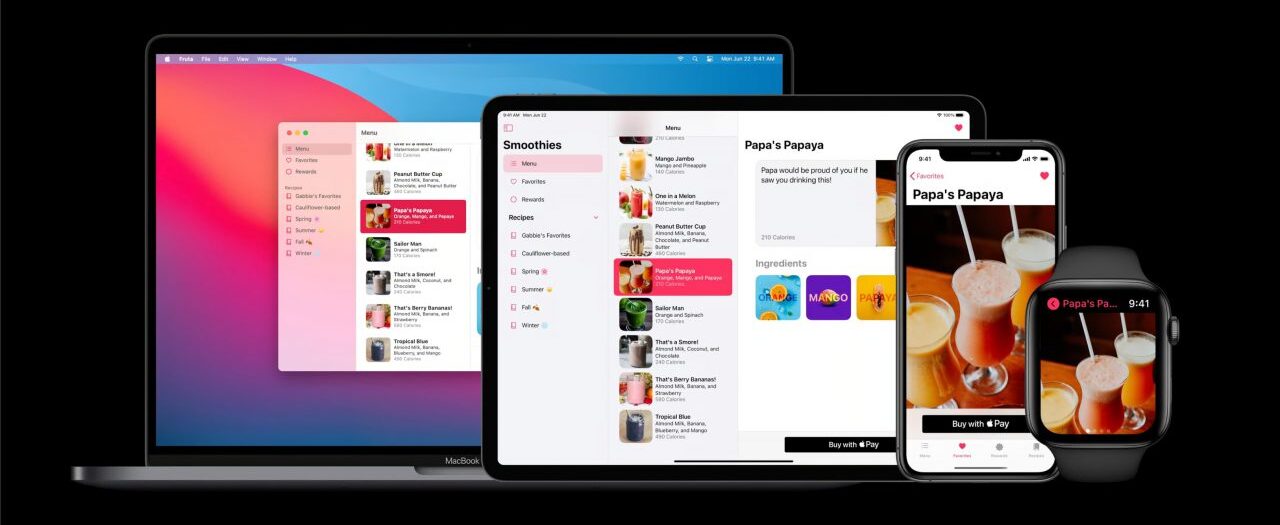 Fruta File Edit View Window Help
Mon Jun 22 9:41 AM
Menu
Favorites
Rewards
Recipes
Gabbie's Favorites
Cauliflower-based
Spring
Summer
Fall
Winter
Menu
One in a Melon
Watermelon and Raspberry
130 Calories
Peanut Butter Cup
Almond Milk, Banana,
Chocolate, and Peanut Butter
460 Calories
Papa's Papaya
Orange, Mango, and Papaya
210 Calories
Sailor Man
Orange and Spinach
170 Calories
That's a Smore!
Almond Milk, Coconut, and
Chocolate
240 Calories
That's Berry Bananas!
Almond Milk, Banana, and
Strawberry
580 Calories
Tropical Blue
Almond Milk, Banana,
Blueberry, and Mango
490 Calories
MacBook
9:41 AM Mon Jun 22
100%
Smoothies
Menu
Favorites
Rewards
Recipes
Gabbie's Favorites
Cauliflower-based
Spring
Summer
Fall
Winter
Menu
210 Calories
Mango Jambo
Mango and Pineapple
140 Calories
One in a Melon
Watermelon and Raspberry
130 Calories
Peanut Butter Cup
Almond Milk, Banana,
Chocolate, and Peanut
Butter
460 Calories
Papa's Papaya
Orange, Mango, and Papaya
210 Calories
Sailor Man
Orange and Spinach
170 Calories
That's a Smore!
Almond Milk, Coconut, and
Chocolate
240 Calories
That's Berry Bananas!
Almond Milk, Banana, and
Strawberry
580 Calories
Tropical Blue
Almond Milk, Banana,
Blueberry, and Mango
490 Calories
Papa's Papaya
Papa would be proud of you if he
saw you drinking this!
210 Calories
Ingredients
ORANGE
MANGO
PAPAYA
Buy with Pay
9:41
Favorites
Papa's Papaya
Buy with Pay
Menu
Favorites
Rewards
Recipes
Papa's Pa...
9:41